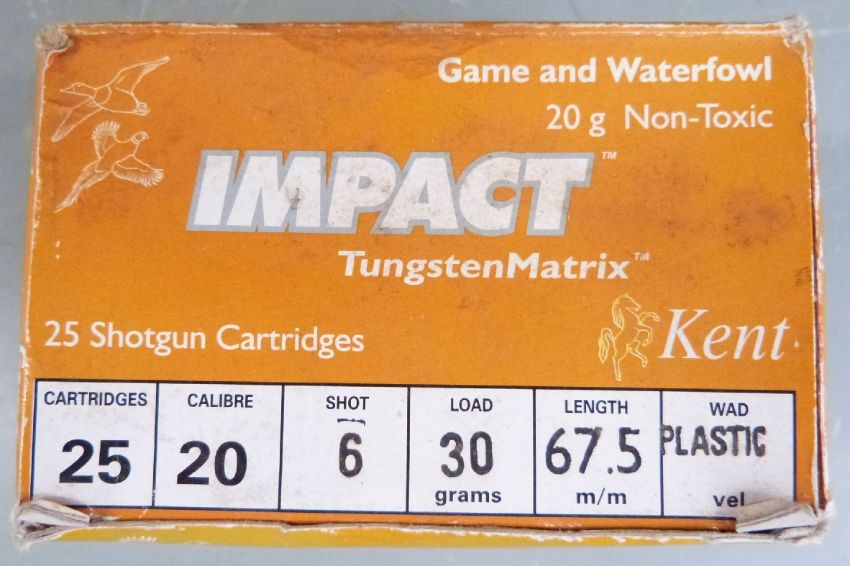 Game and Waterfowl
20 g Non-Toxic
IMPACT™
TungstenMatrix™
25 Shotgun Cartridges
Kent
CARTRIDGES CALIBRE SHOT LOAD LENGTH WAD
25 20 6 30 67.5 PLASTIC
grams m/m vel